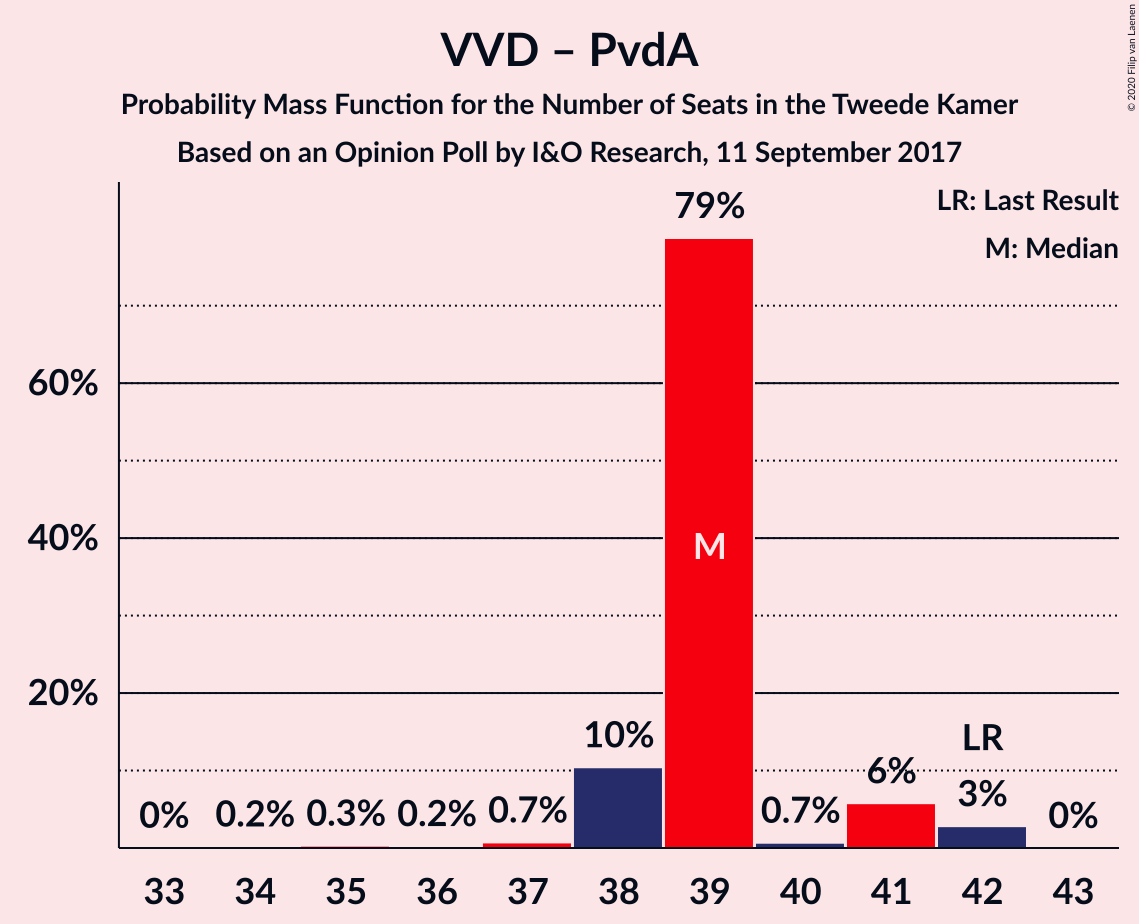 VVD – PvdA
Probability Mass Function for the Number of Seats in the Tweede Kamer
Based on an Opinion Poll by I&O Research, 11 September 2017
© 2020 Filip van Laenen
LR: Last Result
M: Median
79%
60%
40%
20%
M
0%
0.2%
0.3%
0.2%
0.7%
10%
0.7%
6%
LR
3%
0%
33 34 35 36 37 38 39 40 41 42 43